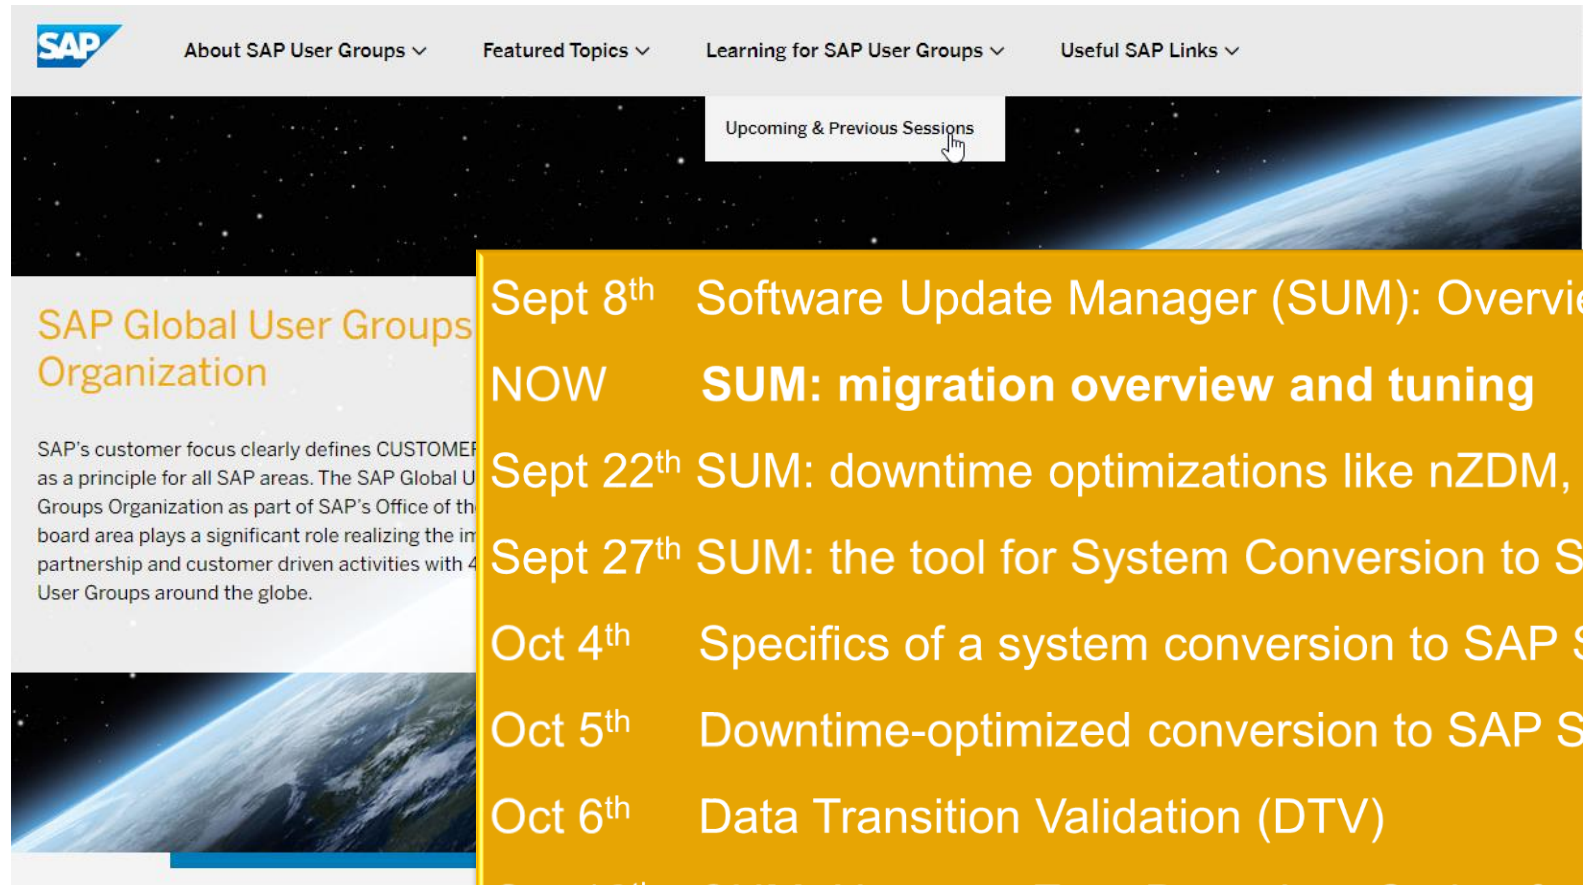 SAP
About SAP User Groups
Featured Topics
Learning for SAP User Groups
Useful SAP Links
Upcoming & Previous Sessions
SAP Global User Groups
Organization
SAP's customer focus clearly defines CUSTOMER
as a principle for all SAP areas. The SAP Global U
Groups Organization as part of SAP's Office of the
board area plays a significant role realizing the im
partnership and customer driven activities with 4
User Groups around the globe.
Sept 8th Software Update Manager (SUM): Overvie
NOW SUM: migration overview and tuning
Sept 22th SUM: downtime optimizations like nZDM,
Sept 27th SUM: the tool for System Conversion to S
Oct 4th Specifics of a system conversion to SAP S
Oct 5th Downtime-optimized conversion to SAP S
Oct 6th Data Transition Validation (DTV)